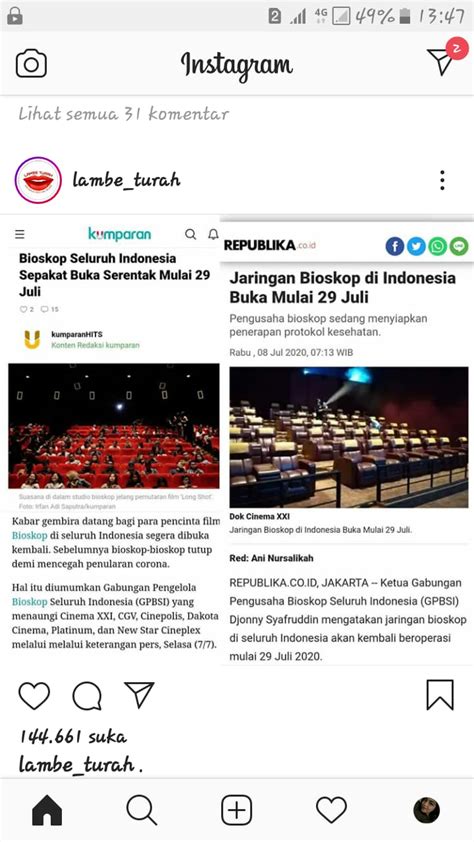 2 4G 49% 13:47
Instagram
2
Lihat semua 31 komentar
LAMBE TURAH
lambe_turah
kumparan
Bioskop Seluruh Indonesia
Sepakat Buka Serentak Mulai 29
Juli
2 15
kumparanHITS
Konten Redaksi kumparan
Suasana di dalam studio bioskop jelang pemutaran film 'Long Shot'.
Foto: Irfan Adi Saputra/kumparan
Kabar gembira datang bagi para pencinta film
Bioskop di seluruh Indonesia segera dibuka
kembali. Sebelumnya bioskop-bioskop tutup
demi mencegah penularan corona.
Hal itu diumumkan Gabungan Pengelola
Bioskop Seluruh Indonesia (GPBSI) yang
menaungi Cinema XXI, CGV, Cinepolis, Dakota
Cinema, Platinum, dan New Star Cineplex
melalui melalui keterangan pers, Selasa (7/7).
REPUBLIKA.co.id
Jaringan Bioskop di Indonesia
Buka Mulai 29 Juli
Pengusaha bioskop sedang menyiapkan
penerapan protokol kesehatan.
Rabu , 08 Jul 2020, 07:13 WIB
Dok Cinema XXI
Jaringan Bioskop di Indonesia Buka Mulai 29 Juli.
Red: Ani Nursalikah
REPUBLIKA.CO.ID, JAKARTA -- Ketua Gabungan
Pengusaha Bioskop Seluruh Indonesia (GPBSI)
Djonny Syafruddin mengatakan jaringan bioskop
di seluruh Indonesia akan kembali beroperasi
mulai 29 Juli 2020.
144.661 suka
lambe_turah .